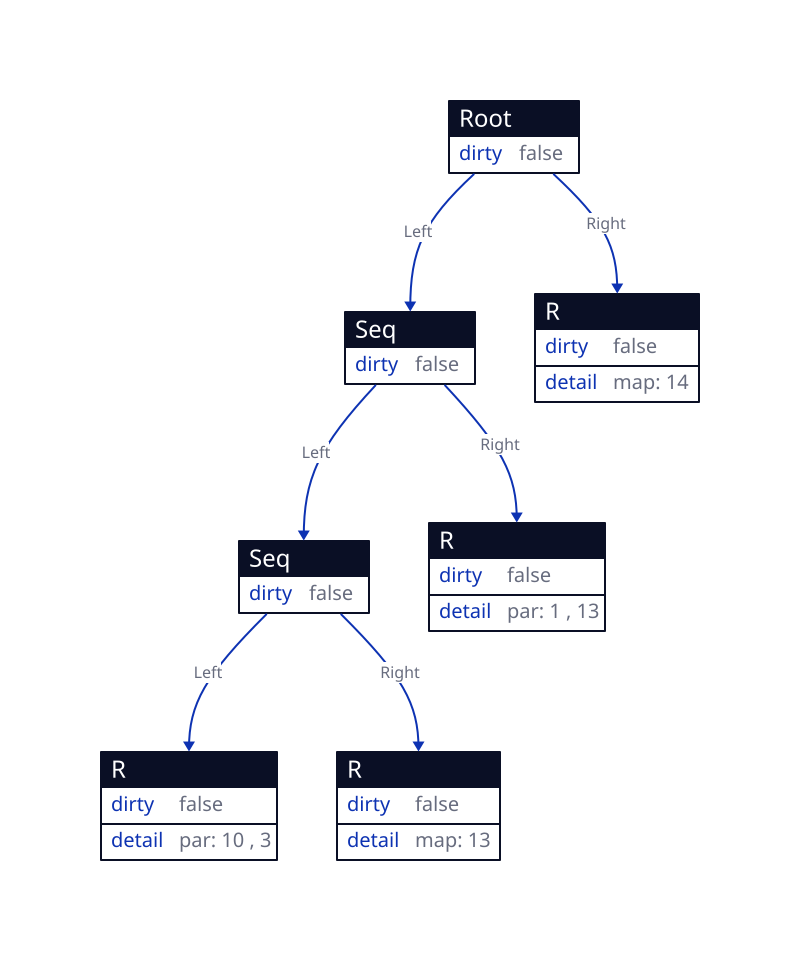 Root
dirty false
Left
Right
Seq
dirty false
R
dirty false
detail map: 14
Left
Right
Seq
dirty false
R
dirty false
detail par: 1 , 13
Left
Right
R
dirty false
detail par: 10 , 3
R
dirty false
detail map: 13